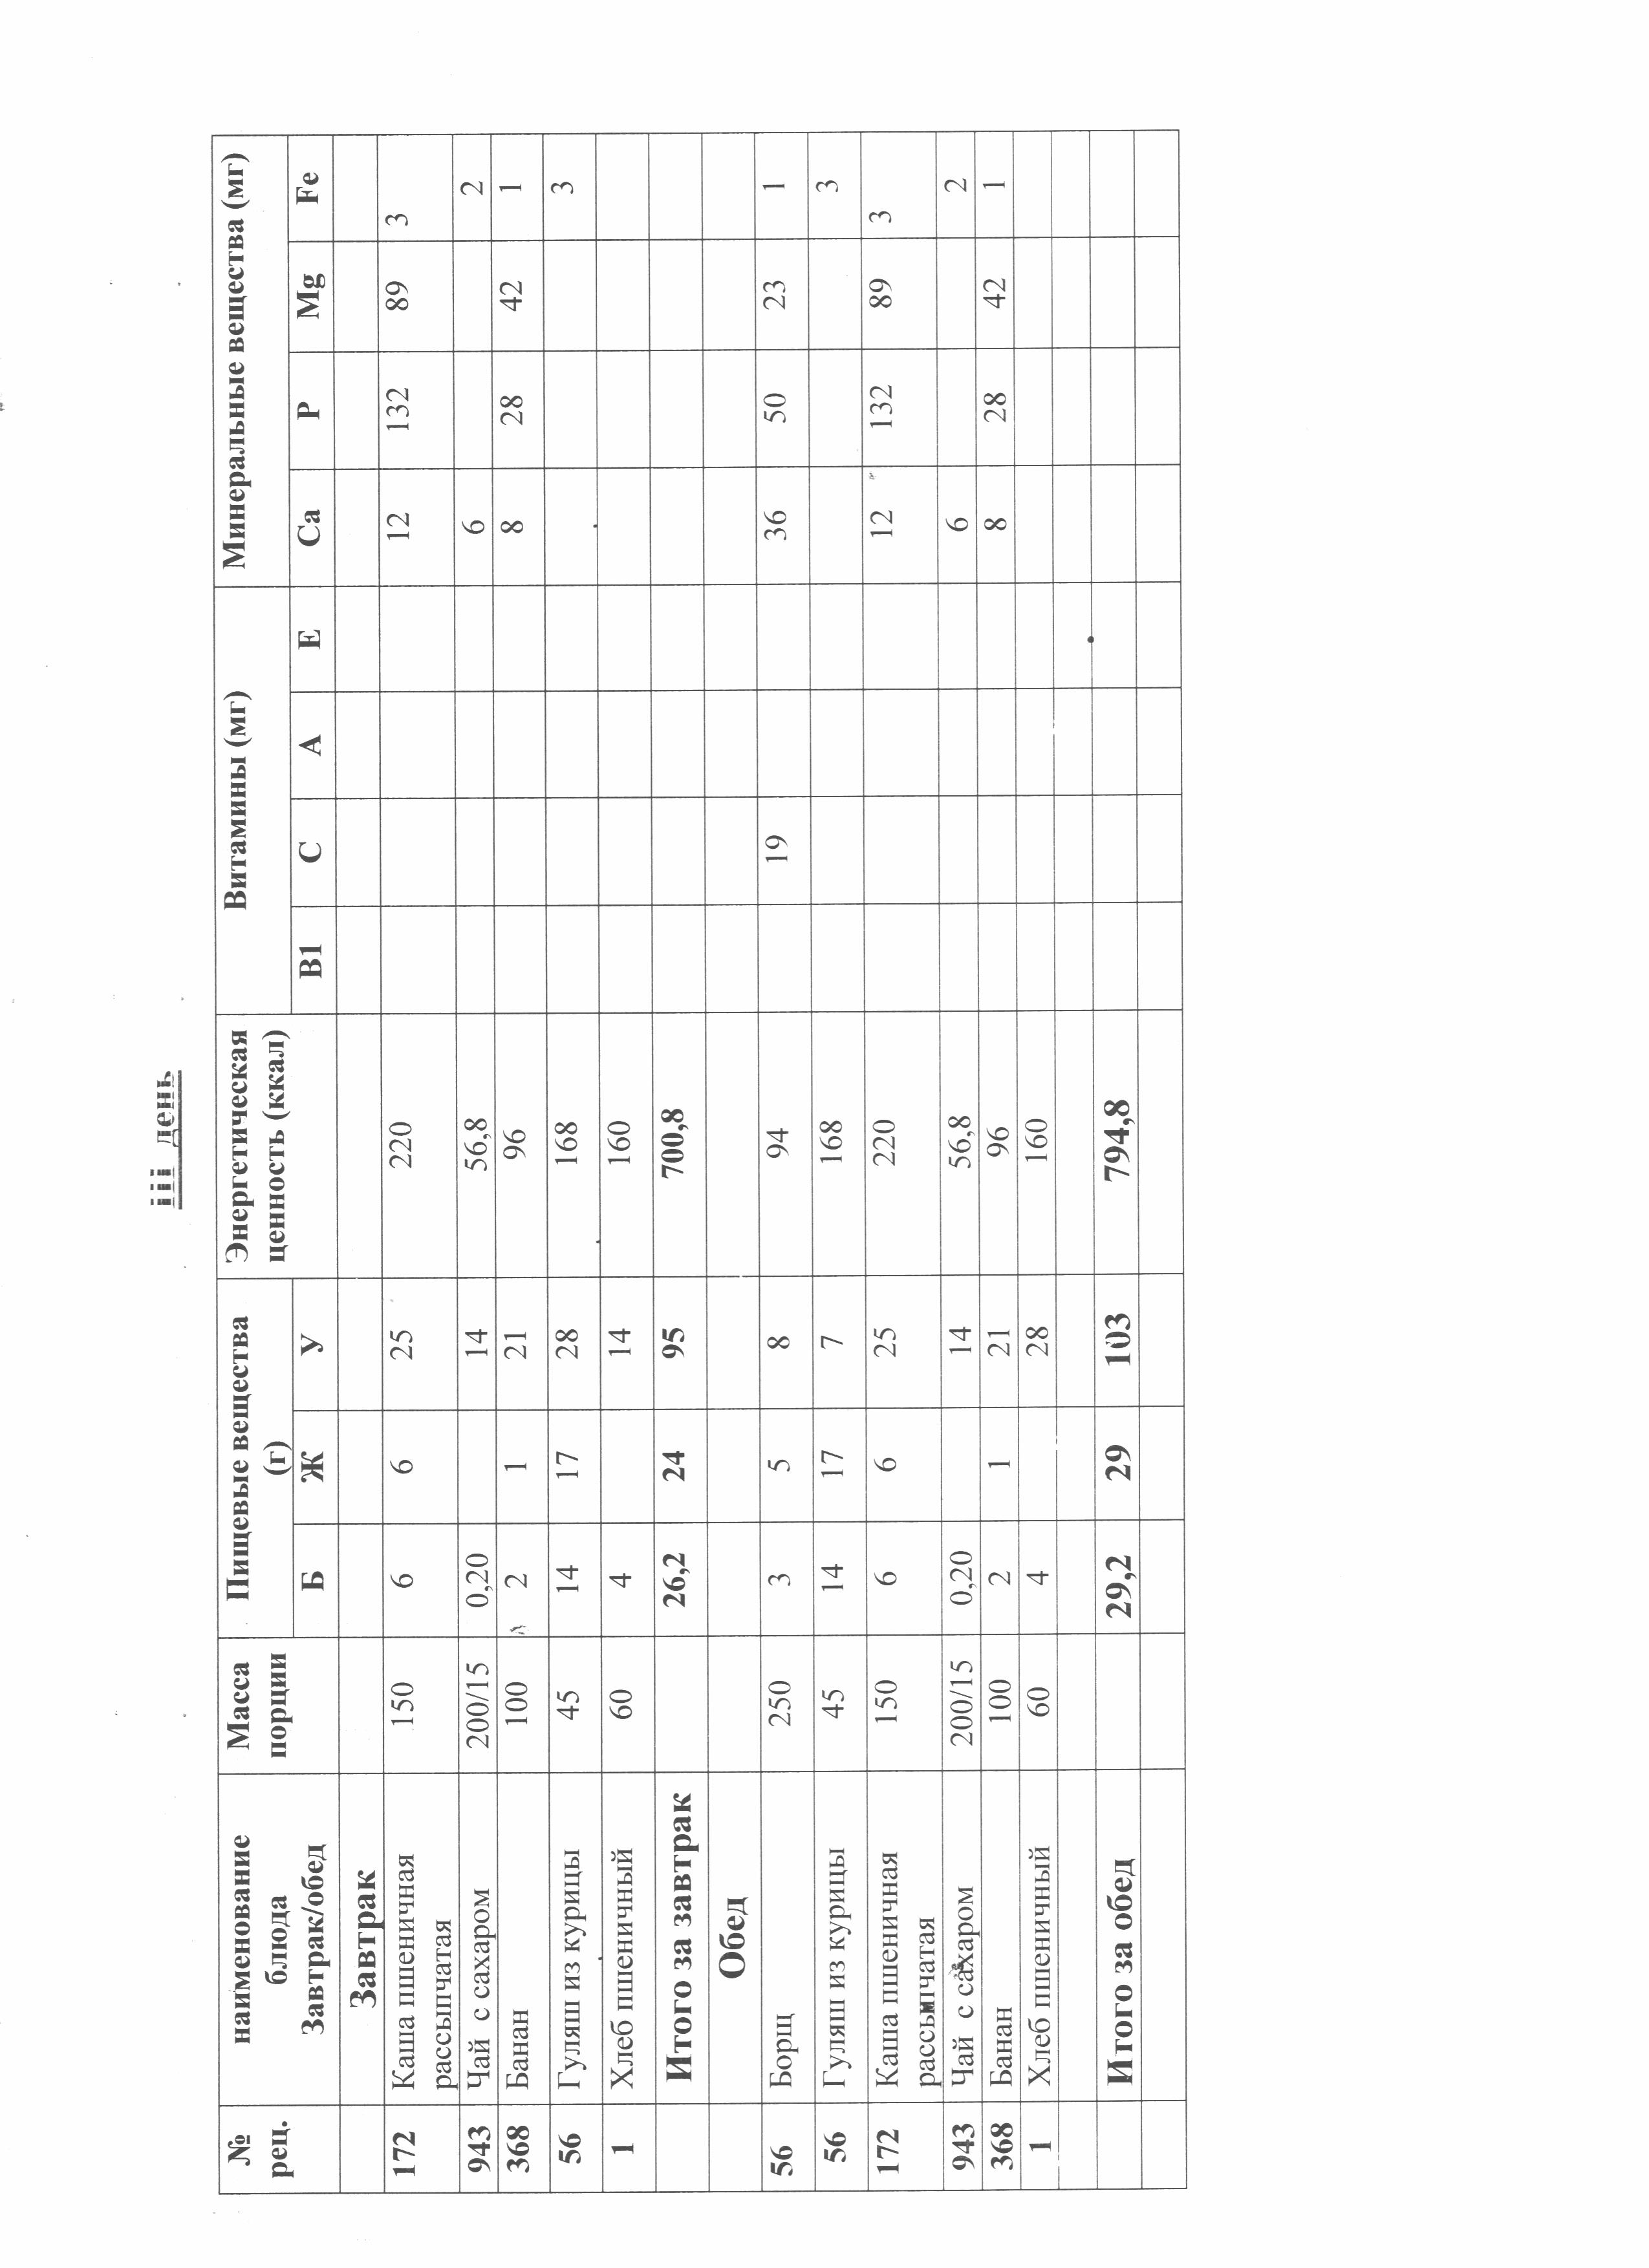 iii день
№ рец. наименование блюда Завтрак/обед Масса порции Пищевые вещества (г) Энергетическая ценность (ккал) Витамины (мг) Минеральные вещества (мг)
Б Ж У B1 C A E Ca P Mg Fe
Завтрак
172 Каша пшеничная рассыпчатая 150 6 6 25 220 12 132 89 3
943 Чай с сахаром 200/15 0,20 14 56,8 6 2
368 Банан 100 2 1 21 96 8 28 42 1
56 Гуляш из курицы 45 14 17 28 168 3
1 Хлеб пшеничный 60 4 14 160
Итого за завтрак 26,2 24 95 700,8
Обед
56 Борщ 250 3 5 8 94 19 36 50 23 1
56 Гуляш из курицы 45 14 17 7 168 3
172 Каша пшеничная рассыпчатая 150 6 6 25 220 12 132 89 3
943 Чай с сахаром 200/15 0,20 14 56,8 6 2
368 Банан 100 2 1 21 96 8 28 42 1
1 Хлеб пшеничный 60 4 28 160
Итого за обед 29,2 29 103 794,8